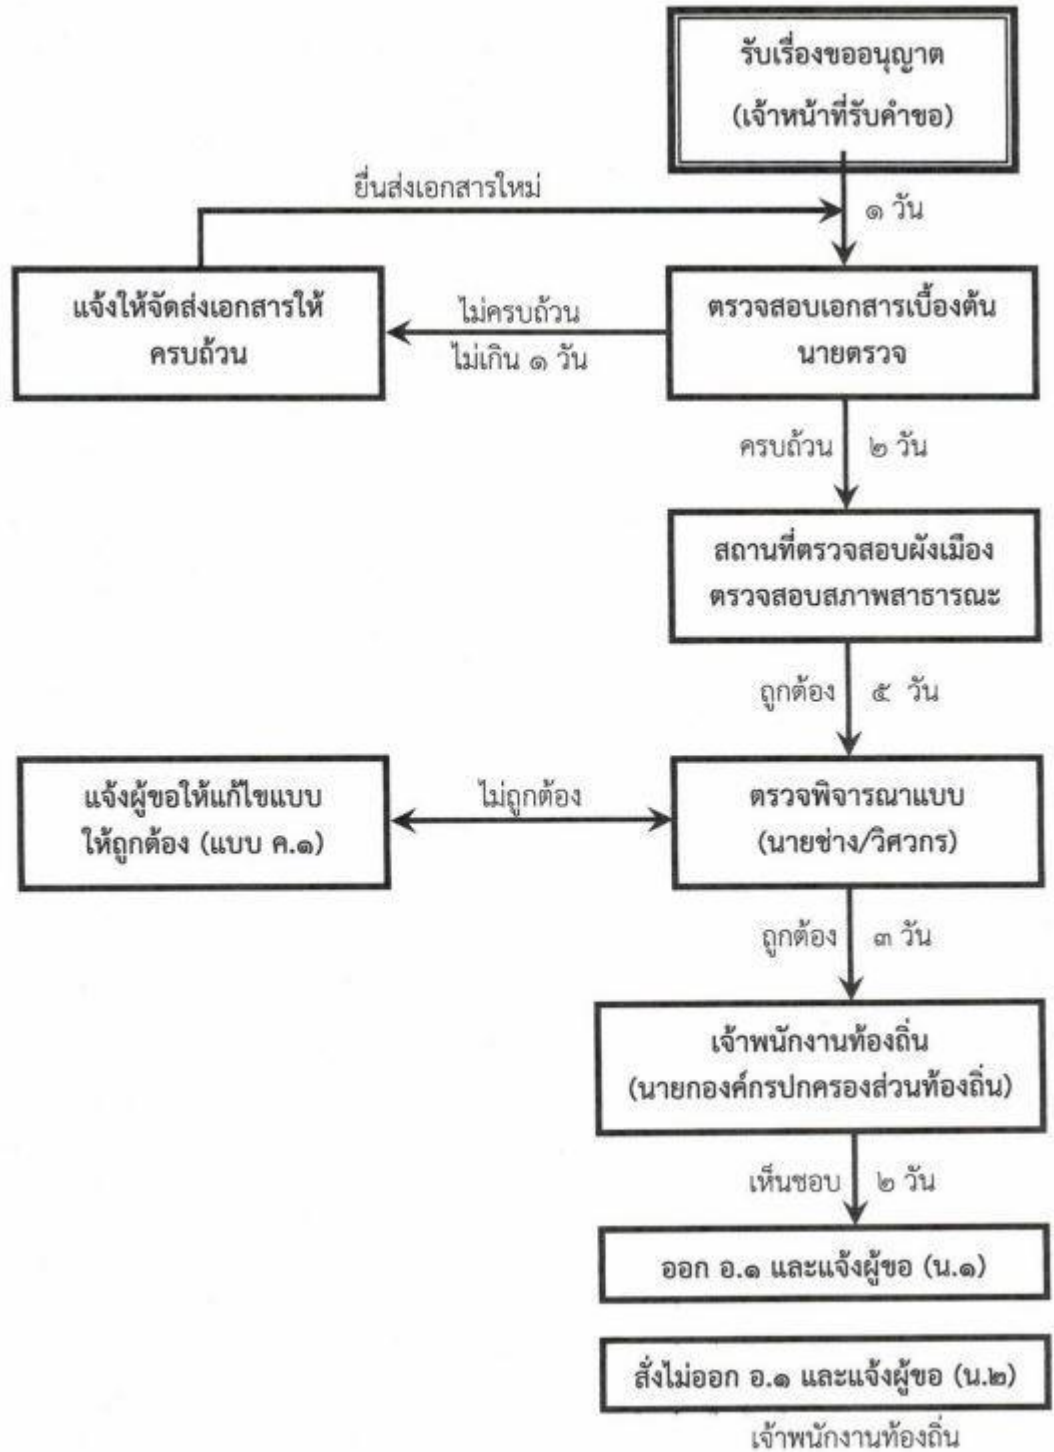 รับเรื่องขออนุญาต
(เจ้าหน้าที่รับคำขอ)
ยื่นส่งเอกสารใหม่
๑ วัน
แจ้งให้จัดส่งเอกสารให้
ครบถ้วน
ไม่ครบถ้วน
ไม่เกิน ๑ วัน
ตรวจสอบเอกสารเบื้องต้น
นายตรวจ
ครบถ้วน ๒ วัน
สถานที่ตรวจสอบผังเมือง
ตรวจสอบสภาพสาธารณะ
ถูกต้อง ๕ วัน
แจ้งผู้ขอให้แก้ไขแบบ
ให้ถูกต้อง (แบบ ค.๑)
ไม่ถูกต้อง
ตรวจพิจารณาแบบ
(นายช่าง/วิศวกร)
ถูกต้อง ๓ วัน
เจ้าพนักงานท้องถิ่น
(นายกองค์กรปกครองส่วนท้องถิ่น)
เห็นชอบ ๒ วัน
ออก อ.๑ และแจ้งผู้ขอ (น.๑)
สั่งไม่ออก อ.๑ และแจ้งผู้ขอ (น.๒)
เจ้าพนักงานท้องถิ่น